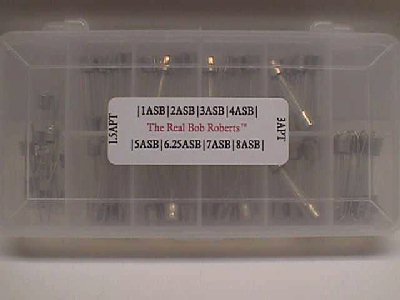 |1ASB|2ASB|3ASB|4ASB|
The Real Bob Roberts™
|5ASB|6.25ASB|7ASB|8ASB|
1.5APT
3APT